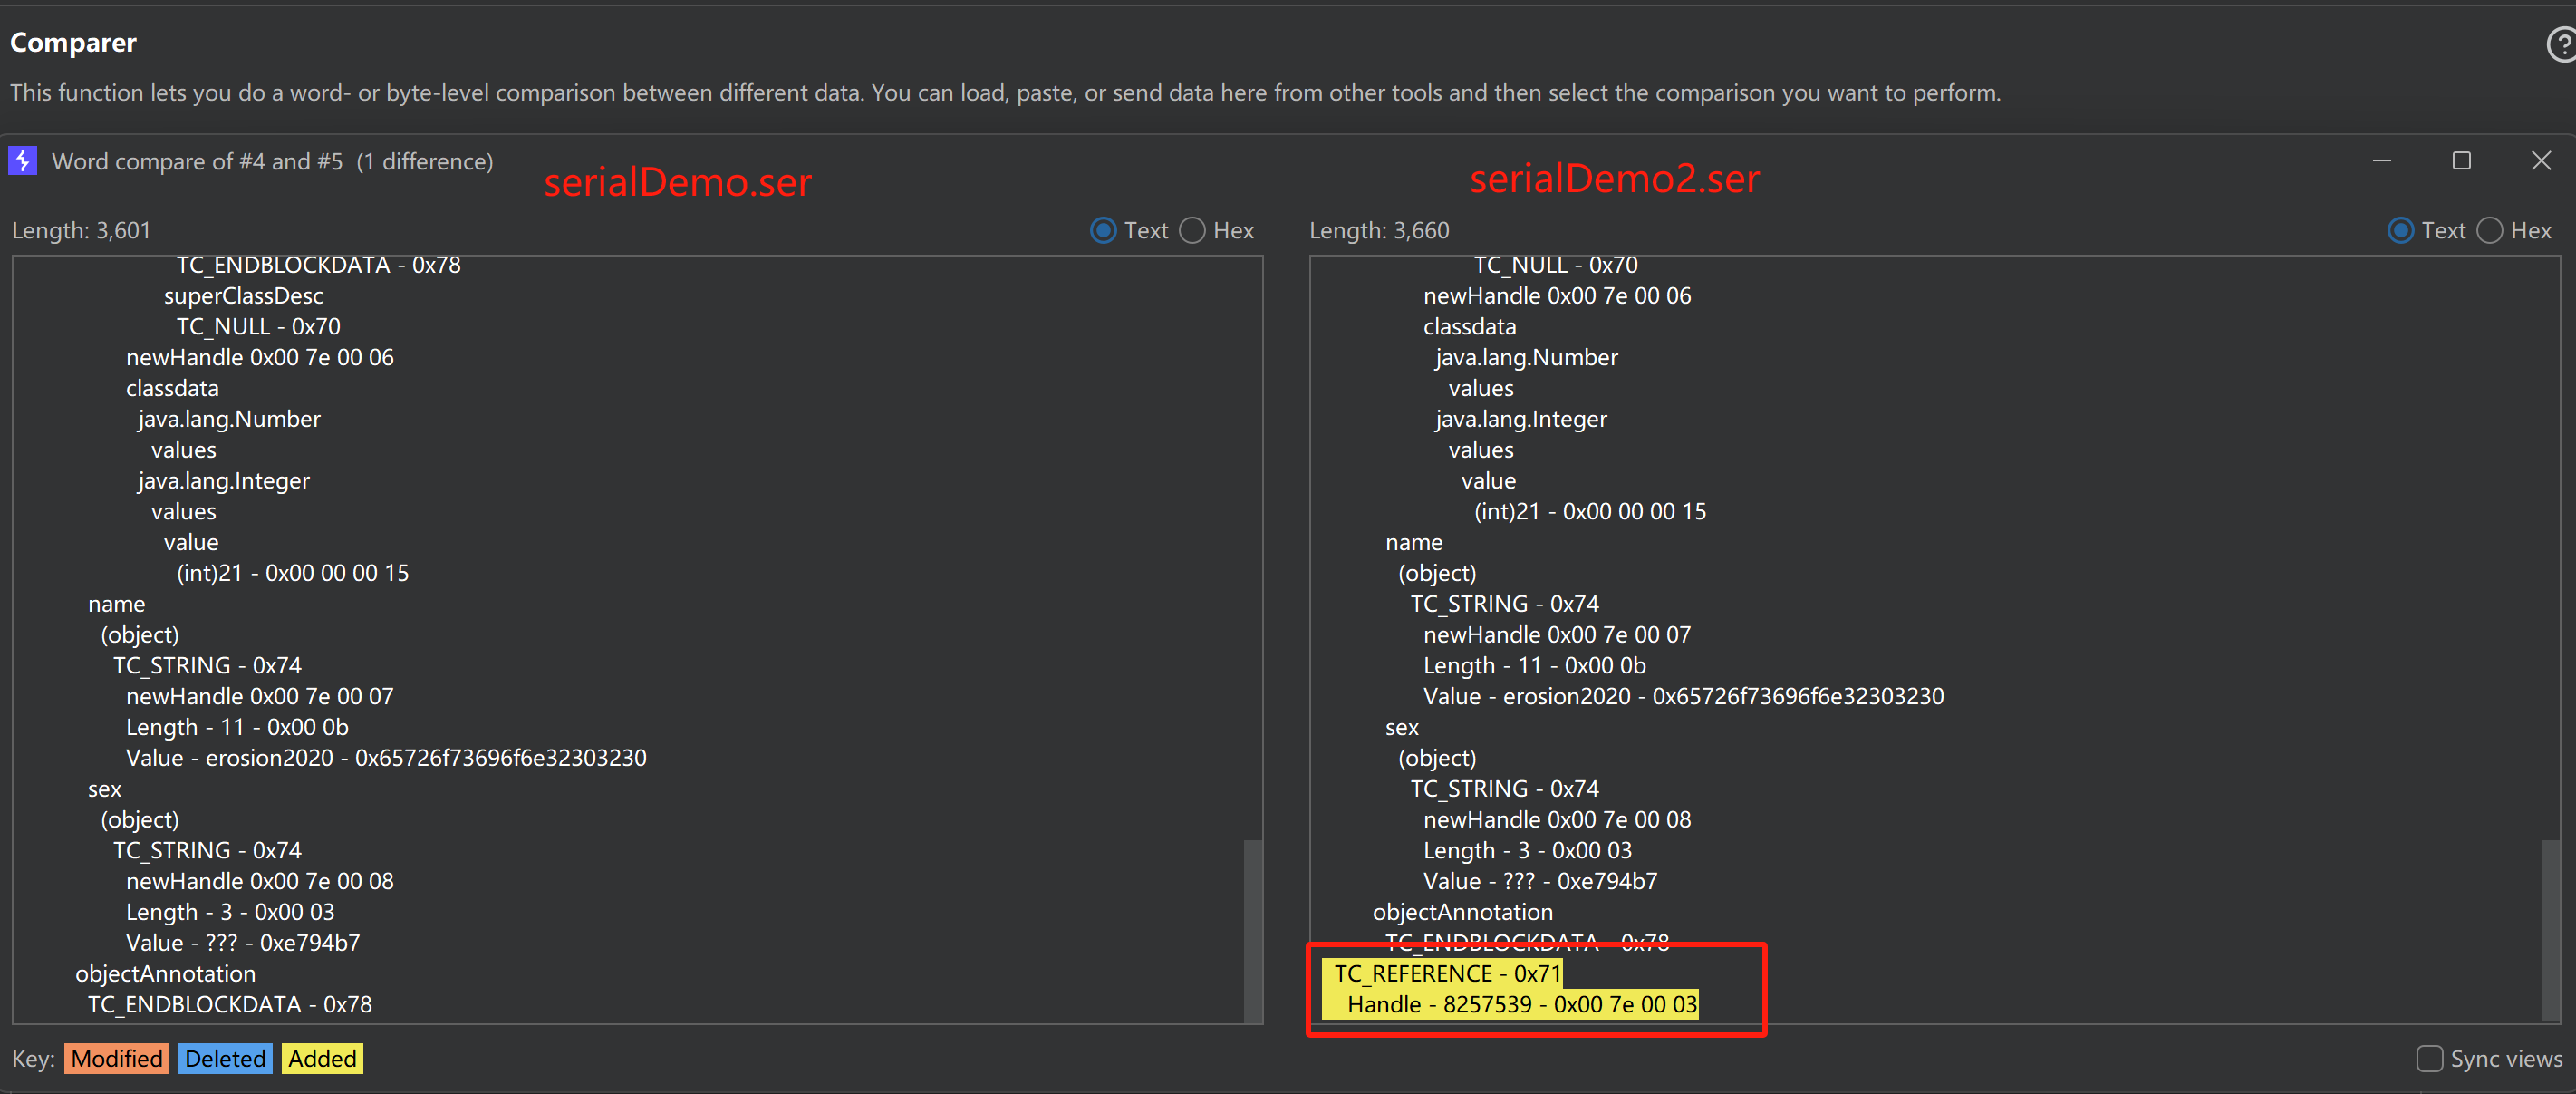 Comparer
This function lets you do a word- or byte-level comparison between different data. You can load, paste, or send data here from other tools and then select the comparison you want to perform.
Word compare of #4 and #5 (1 difference)
serialDemo.ser
serialDemo2.ser
Length: 3,601
Text
Hex
TC_ENDBLOCKDATA - 0x78
superClassDesc
TC_NULL - 0x70
newHandle 0x00 7e 00 06
classdata
java.lang.Number
values
java.lang.Integer
values
value
(int)21 - 0x00 00 00 15
name
(object)
TC_STRING - 0x74
newHandle 0x00 7e 00 07
Length - 11 - 0x00 0b
Value - erosion2020 - 0x65726f73696f6e32303230
sex
(object)
TC_STRING - 0x74
newHandle 0x00 7e 00 08
Length - 3 - 0x00 03
Value - ??? - 0xe794b7
objectAnnotation
TC_ENDBLOCKDATA - 0x78
Length: 3,660
Text
Hex
TC_NULL - 0x70
newHandle 0x00 7e 00 06
classdata
java.lang.Number
values
java.lang.Integer
values
value
(int)21 - 0x00 00 00 15
name
(object)
TC_STRING - 0x74
newHandle 0x00 7e 00 07
Length - 11 - 0x00 0b
Value - erosion2020 - 0x65726f73696f6e32303230
sex
(object)
TC_STRING - 0x74
newHandle 0x00 7e 00 08
Length - 3 - 0x00 03
Value - ??? - 0xe794b7
objectAnnotation
TC_ENDBLOCKDATA - 0x78
TC_REFERENCE - 0x71
Handle - 8257539 - 0x00 7e 00 03
Key: Modified Deleted Added
Sync views